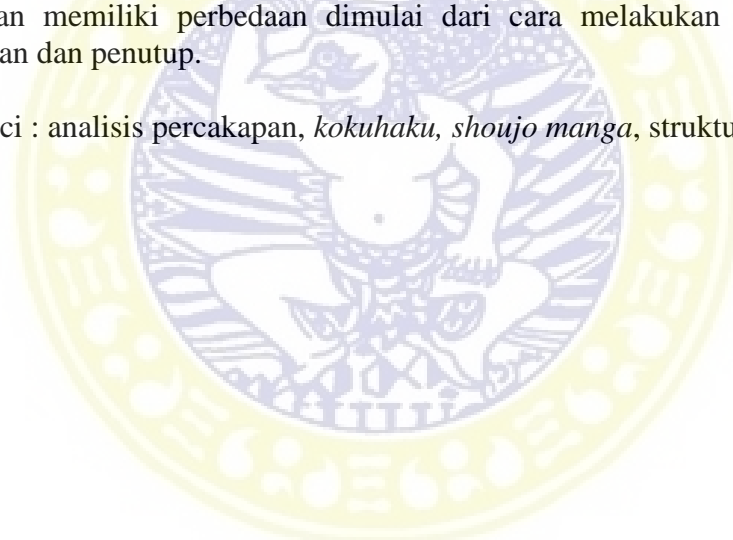 an memiliki perbedaan dimulai dari cara melakukan
an dan penutup.
ci : analisis percakapan, kokuhaku, shoujo manga, struktu